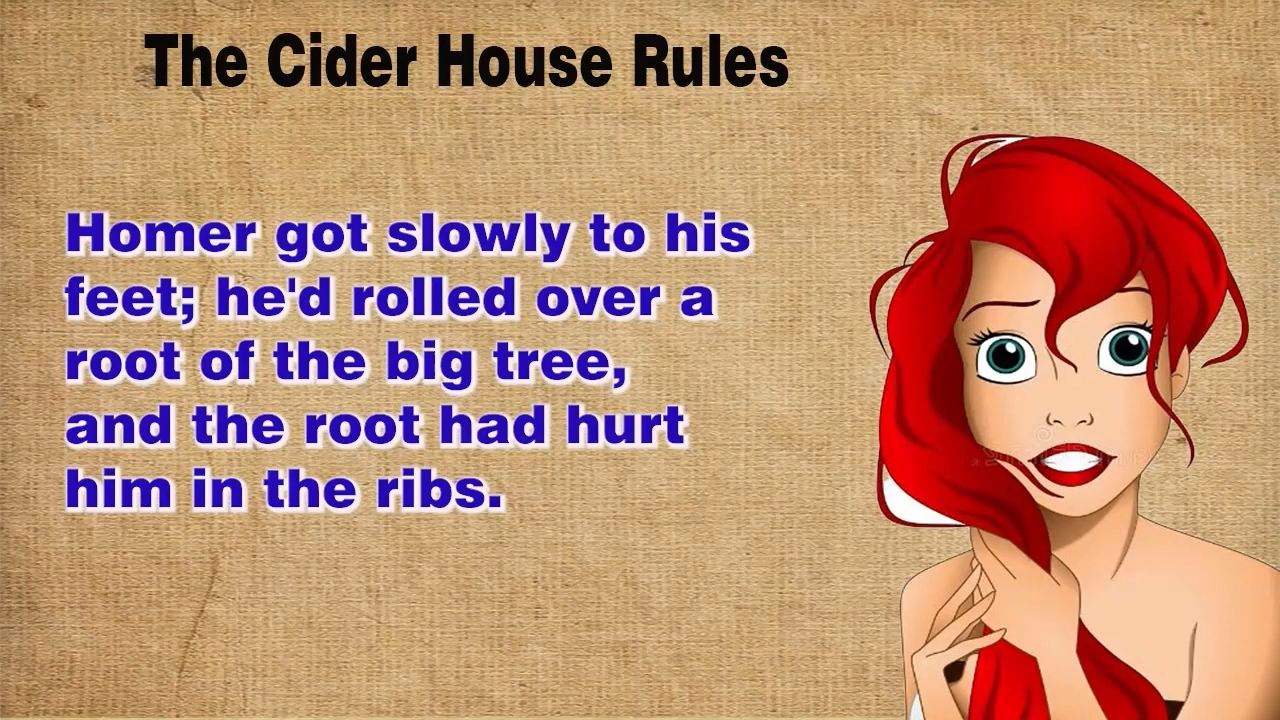 The Cider House Rules
Homer got slowly to his
feet; he'd rolled over a
root of the big tree,
and the root had hurt
him in the ribs.